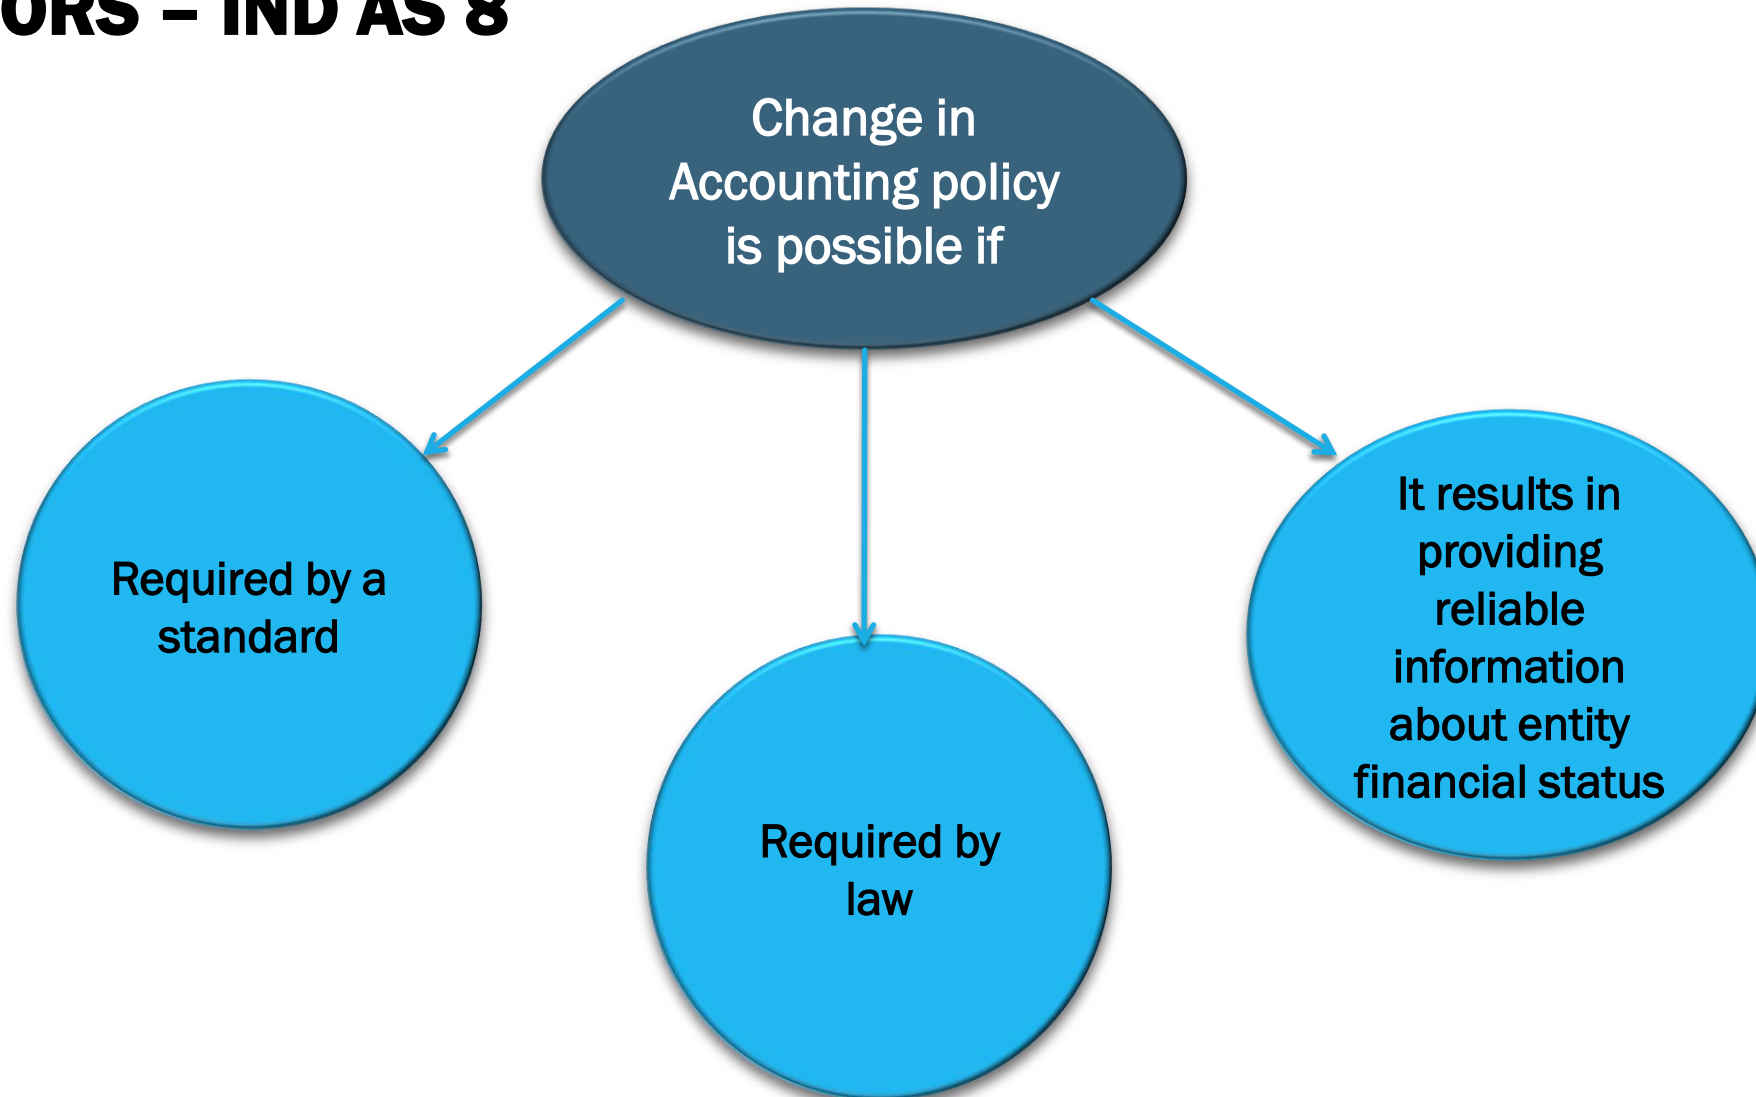 ORS – IND AS 8
Change in
Accounting policy
is possible if
Required by a
standard
Required by
law
It results in
providing
reliable
information
about entity
financial status